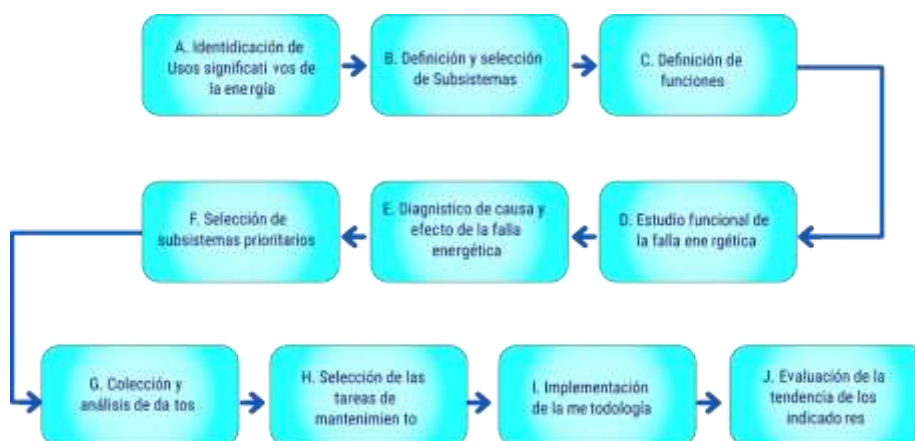 A. Identidicación de
Usos significati vos de
la ene rgía
B. Definición y selección
de Subsistemas
C. Definición de
funciones
D. Estudio funcional de
la falla ene rgética
E. Diagnistico de causa y
efecto de la falla
energética
F. Selección de
subsistemas prioritarios
G. Colección y
análisis de da tos
H. Selección de las
tareas de
mantenimien to
I. Implementación
de la me todología
J. Evaluación de la
tendencia de los
indicado res